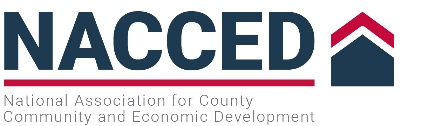 NACCED
National Association for County
Community and Economic Development